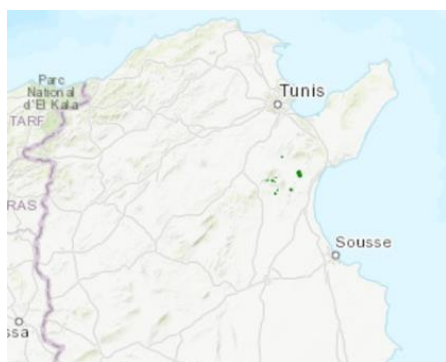 Parc
National
d'El Kala
TARF
RAS
ssa
Tunis
Sousse